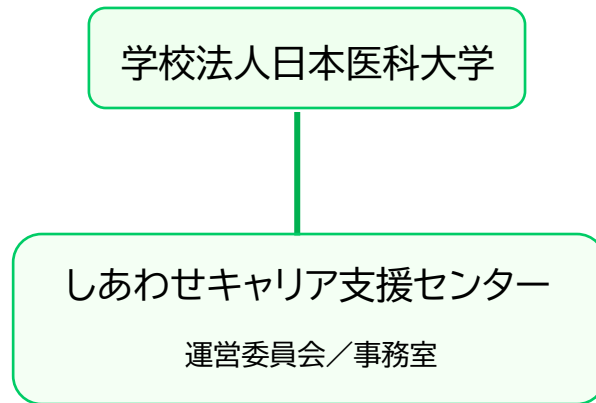 学校法人日本医科大学
しあわせキャリア支援センター
運営委員会／事務室